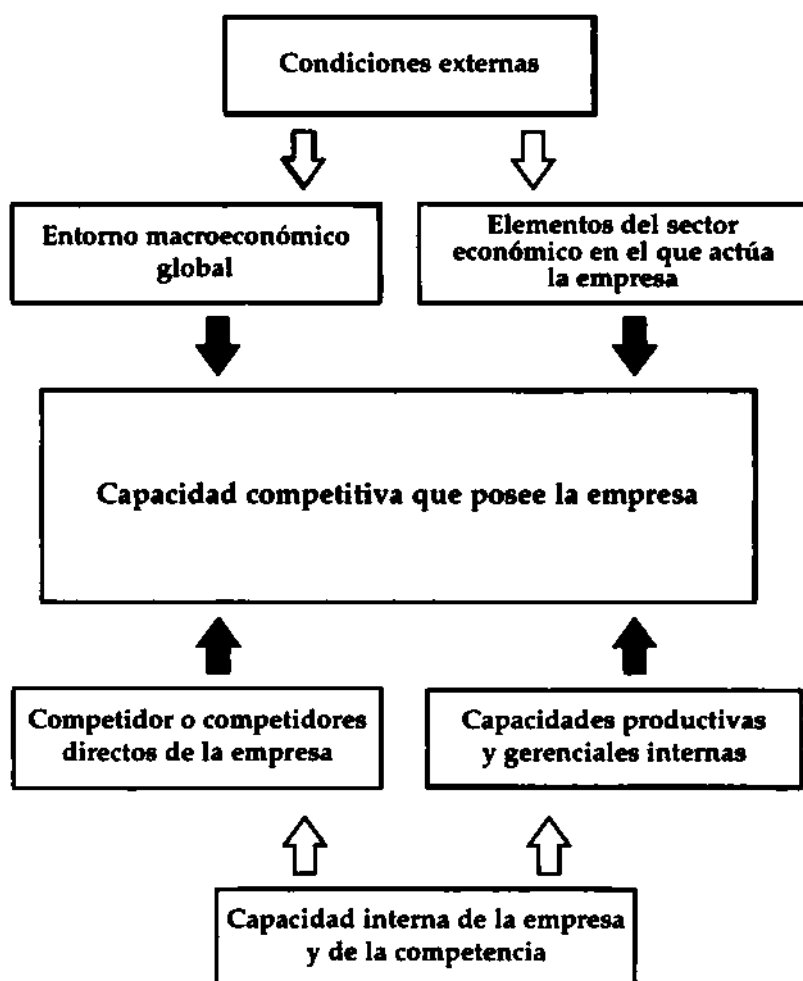 Condiciones externas
Entorno macroeconómico
global
Elementos del sector
económico en el que actúa
la empresa
Capacidad competitiva que posee la empresa
Competidor o competidores
directos de la empresa
Capacidades productivas
y gerenciales internas
Capacidad interna de la empresa
y de la competencia